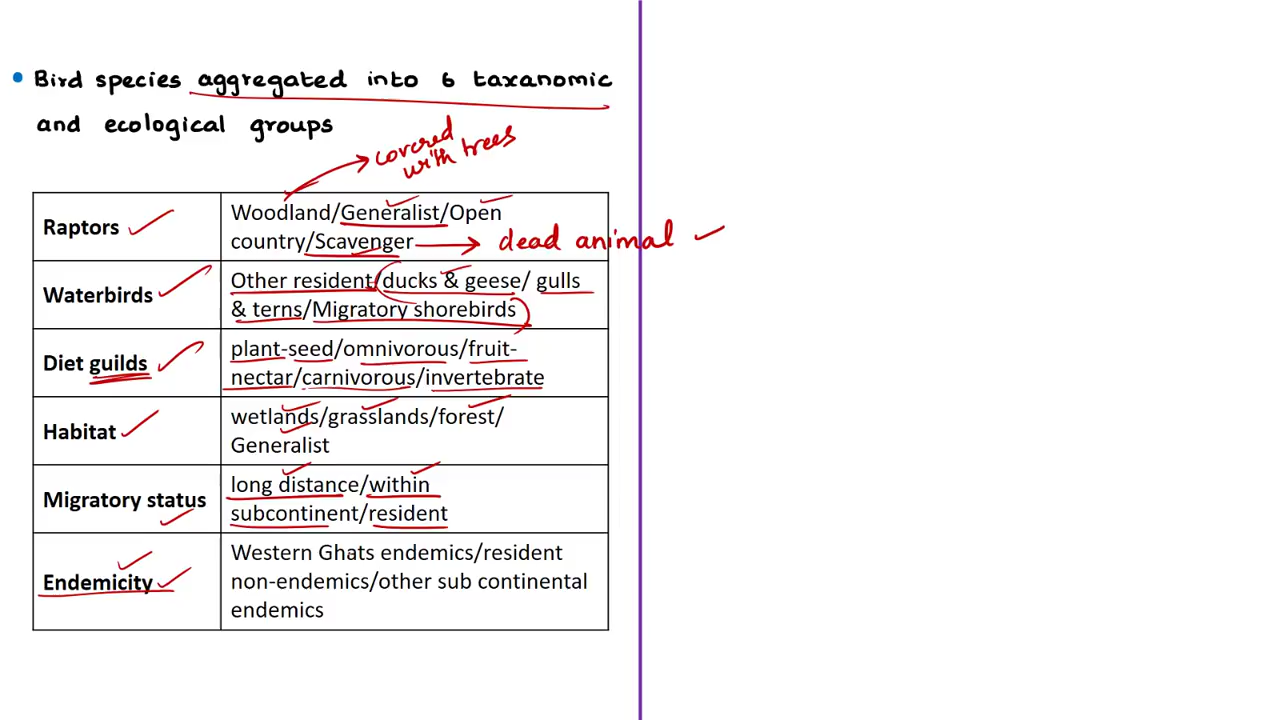 Bird species aggregated into 6 taxanomic
and ecological groups
covered
with trees
Raptors
Woodland/Generalist/Open
country/Scavenger
dead animal
Waterbirds
Other resident/ducks & geese/ gulls
& terns/Migratory shorebirds
Diet guilds
plant-seed/omnivorous/fruit-
nectar/carnivorous/invertebrate
Habitat
wetlands/grasslands/forest/
Generalist
Migratory status
long distance/within
subcontinent/resident
Endemicity
Western Ghats endemics/resident
non-endemics/other sub continental
endemics